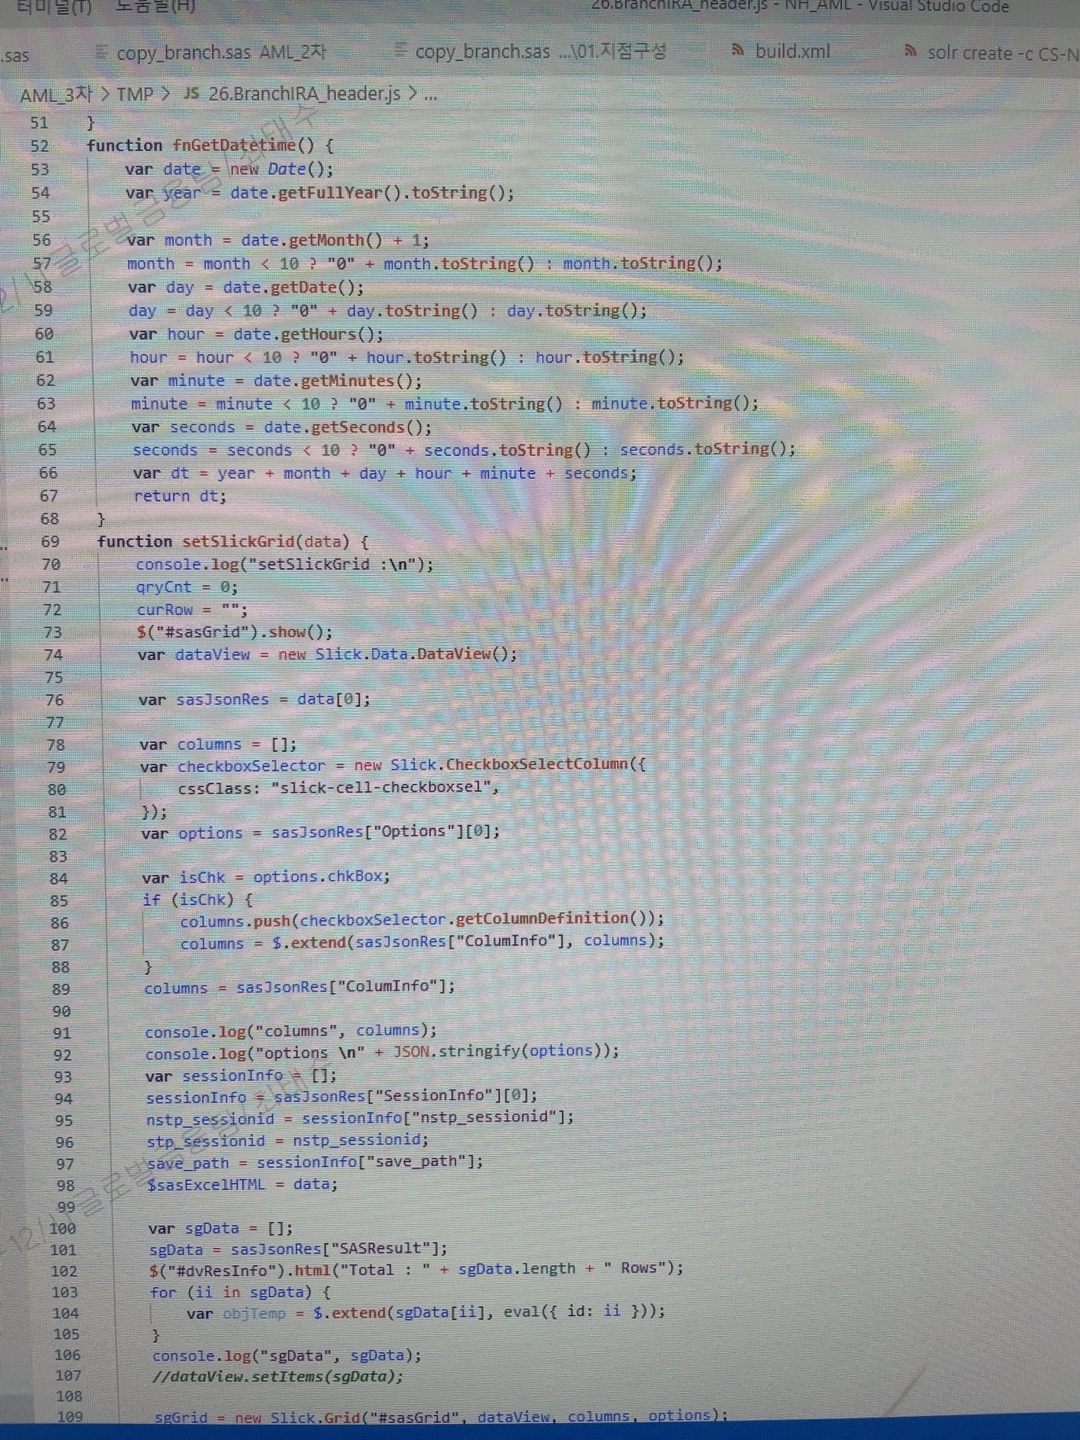 터미널(T) 도움말(H) 26.BranchIRA_header.js - NH_AML - Visual Studio Code
.sas copy_branch.sas AML_2차 copy_branch.sas ...\01.지점구성 build.xml solr create -c CS-N
AML_3차 > TMP > JS 26.BranchIRA_header.js > ...
51 }
52 function fnGetDatetime() {
53 var date = new Date();
54 var year = date.getFullYear().toString();
55
56 var month = date.getMonth() + 1;
57 month = month < 10 ? "0" + month.toString() : month.toString();
58 var day = date.getDate();
59 day = day < 10 ? "0" + day.toString() : day.toString();
60 var hour = date.getHours();
61 hour = hour < 10 ? "0" + hour.toString() : hour.toString();
62 var minute = date.getMinutes();
63 minute = minute < 10 ? "0" + minute.toString() : minute.toString();
64 var seconds = date.getSeconds();
65 seconds = seconds < 10 ? "0" + seconds.toString() : seconds.toString();
66 var dt = year + month + day + hour + minute + seconds;
67 return dt;
68 }
69 function setSlickGrid(data) {
70 console.log("setSlickGrid :\n");
71 qryCnt = 0;
72 curRow = "";
73 $("#sasGrid").show();
74 var dataView = new Slick.Data.DataView();
75
76 var sasJsonRes = data[0];
77
78 var columns = [];
79 var checkboxSelector = new Slick.CheckboxSelectColumn({
80 cssClass: "slick-cell-checkboxsel",
81 });
82 var options = sasJsonRes["Options"][0];
83
84 var isChk = options.chkBox;
85 if (isChk) {
86 columns.push(checkboxSelector.getColumnDefinition());
87 columns = $.extend(sasJsonRes["ColumInfo"], columns);
88 }
89 columns = sasJsonRes["ColumInfo"];
90
91 console.log("columns", columns);
92 console.log("options \n" + JSON.stringify(options));
93 var sessionInfo = [];
94 sessionInfo = sasJsonRes["SessionInfo"][0];
95 nstp_sessionid = sessionInfo["nstp_sessionid"];
96 stp_sessionid = nstp_sessionid;
97 save_path = sessionInfo["save_path"];
98 $sasExcelHTML = data;
99
100 var sgData = [];
101 sgData = sasJsonRes["SASResult"];
102 $("#dvResInfo").html("Total : " + sgData.length + " Rows");
103 for (ii in sgData) {
104 var objTemp = $.extend(sgData[ii], eval({ id: ii }));
105 }
106 console.log("sgData", sgData);
107 //dataView.setItems(sgData);
108
109 sgGrid = new Slick.Grid("#sasGrid", dataView, columns, options);